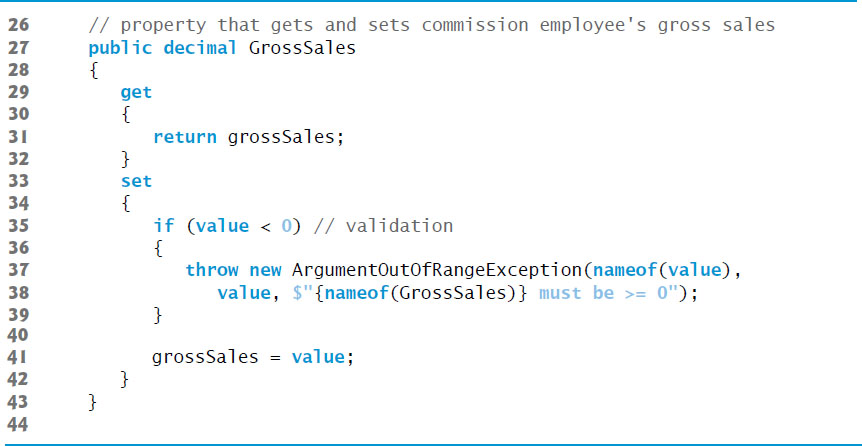 26 // property that gets and sets commission employee's gross sales
27 public decimal GrossSales
28 {
29 get
30 {
31 return grossSales;
32 }
33 set
34 {
35 if (value < 0) // validation
36 {
37 throw new ArgumentOutOfRangeException(nameof(value),
38 value, $"{nameof(GrossSales)} must be >= 0");
39 }
40
41 grossSales = value;
42 }
43 }
44